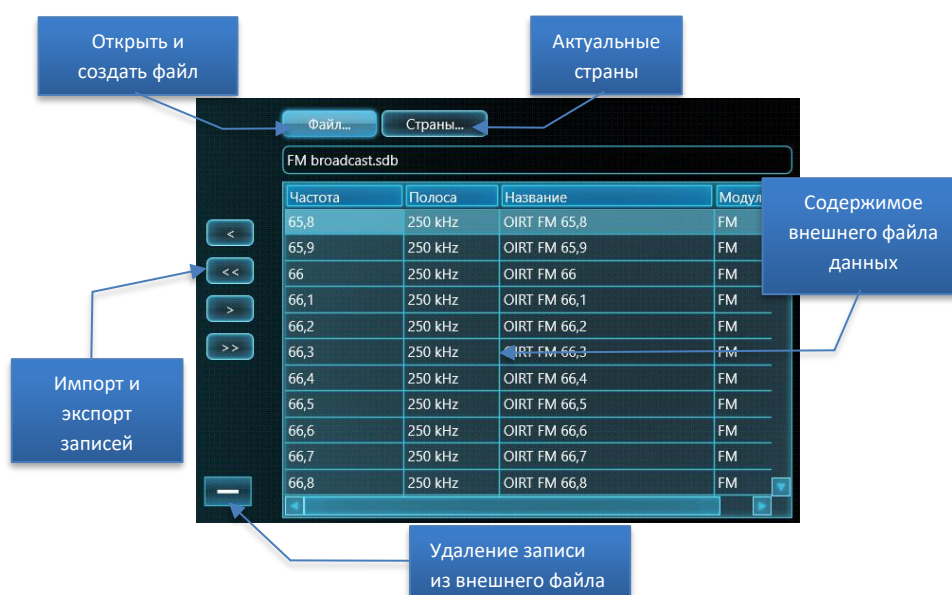 Открыть и
создать файл
Актуальные
страны
Файл...
Страны...
FM broadcast.sdb
Частота Полоса Название Модул
65,8 250 kHz OIRT FM 65,8 FM
65,9 250 kHz OIRT FM 65,9 FM
66 250 kHz OIRT FM 66 FM
66,1 250 kHz OIRT FM 66,1 FM
66,2 250 kHz OIRT FM 66,2 FM
66,3 250 kHz OIRT FM 66,3 FM
66,4 250 kHz OIRT FM 66,4 FM
66,5 250 kHz OIRT FM 66,5 FM
66,6 250 kHz OIRT FM 66,6 FM
66,7 250 kHz OIRT FM 66,7 FM
66,8 250 kHz OIRT FM 66,8 FM
<
<<
>
>>
Содержимое
внешнего файла
данных
Импорт и
экспорт
записей
Удаление записи
из внешнего файла